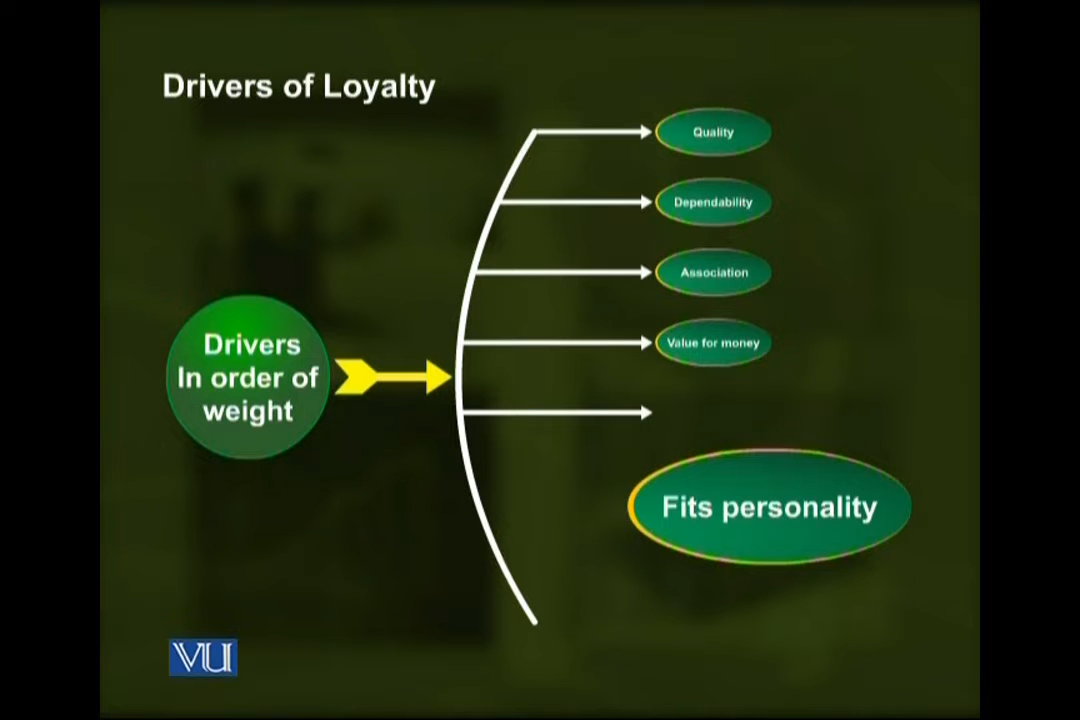 Drivers of Loyalty
Quality
Dependability
Association
Value for money
Drivers
In order of
weight
Fits personality
VU